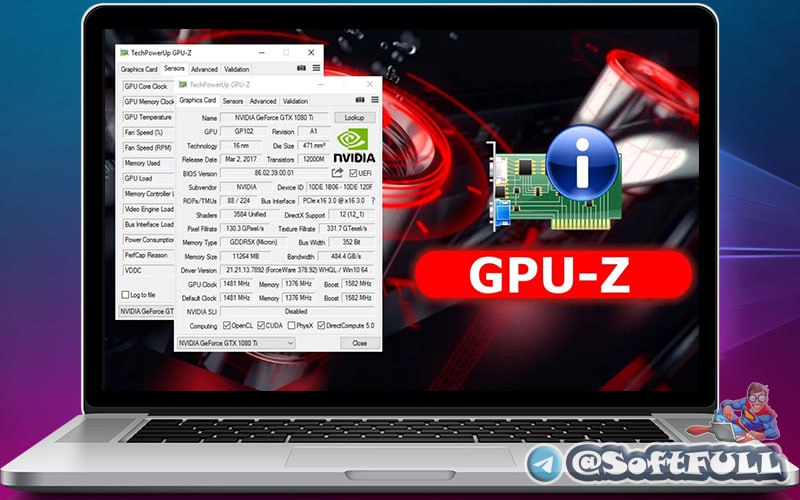 TechPowerUp GPU-Z
Graphics Card Sensors Advanced Validation
GPU Core Clock
GPU Memory Clock
GPU Temperature
Fan Speed (%)
Fan Speed (RPM)
Memory Used
GPU Load
Memory Controller L
Video Engine Load
Bus Interface Load
Power Consumption
PerfCap Reason
VDDC
Log to file
NVIDIA GeForce GT
TechPowerUp GPU-Z
Graphics Card Sensors Advanced Validation
Name NVIDIA GeForce GTX 1080 Ti Lookup
GPU GP102 Revision A1
Technology 16 nm Die Size 471 mm²
Release Date Mar 2, 2017 Transistors 12000M
NVIDIA
BIOS Version 86.02.39.00.01 UEFI
Subvendor NVIDIA Device ID 10DE 1B06 - 10DE 120F
ROPs/TMUs 88 / 224 Bus Interface PCIe x16 3.0 @ x16 3.0 ?
Shaders 3584 Unified DirectX Support 12 (12_1)
Pixel Fillrate 130.3 GPixel/s Texture Fillrate 331.7 GTexel/s
Memory Type GDDR5X (Micron) Bus Width 352 Bit
Memory Size 11264 MB Bandwidth 484.4 GB/s
Driver Version 21.21.13.7892 (ForceWare 378.92) WHQL / Win10 64
GPU Clock 1481 MHz Memory 1376 MHz Boost 1582 MHz
Default Clock 1481 MHz Memory 1376 MHz Boost 1582 MHz
NVIDIA SLI Disabled
Computing OpenCL CUDA PhysX DirectCompute 5.0
NVIDIA GeForce GTX 1080 Ti Close
i
GPU-Z
@SoftFULL